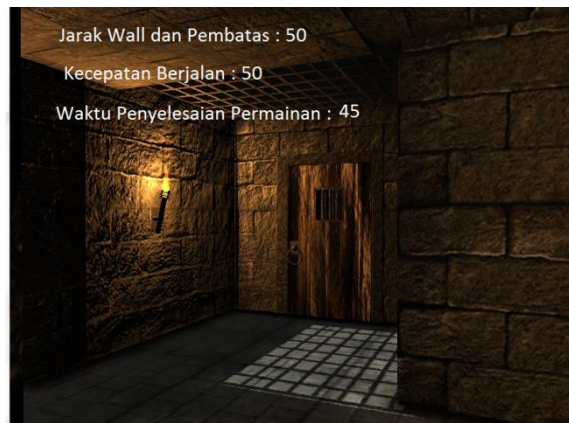 Jarak Wall dan Pembatas : 50
Kecepatan Berjalan : 50
Waktu Penyelesaian Permainan : 45